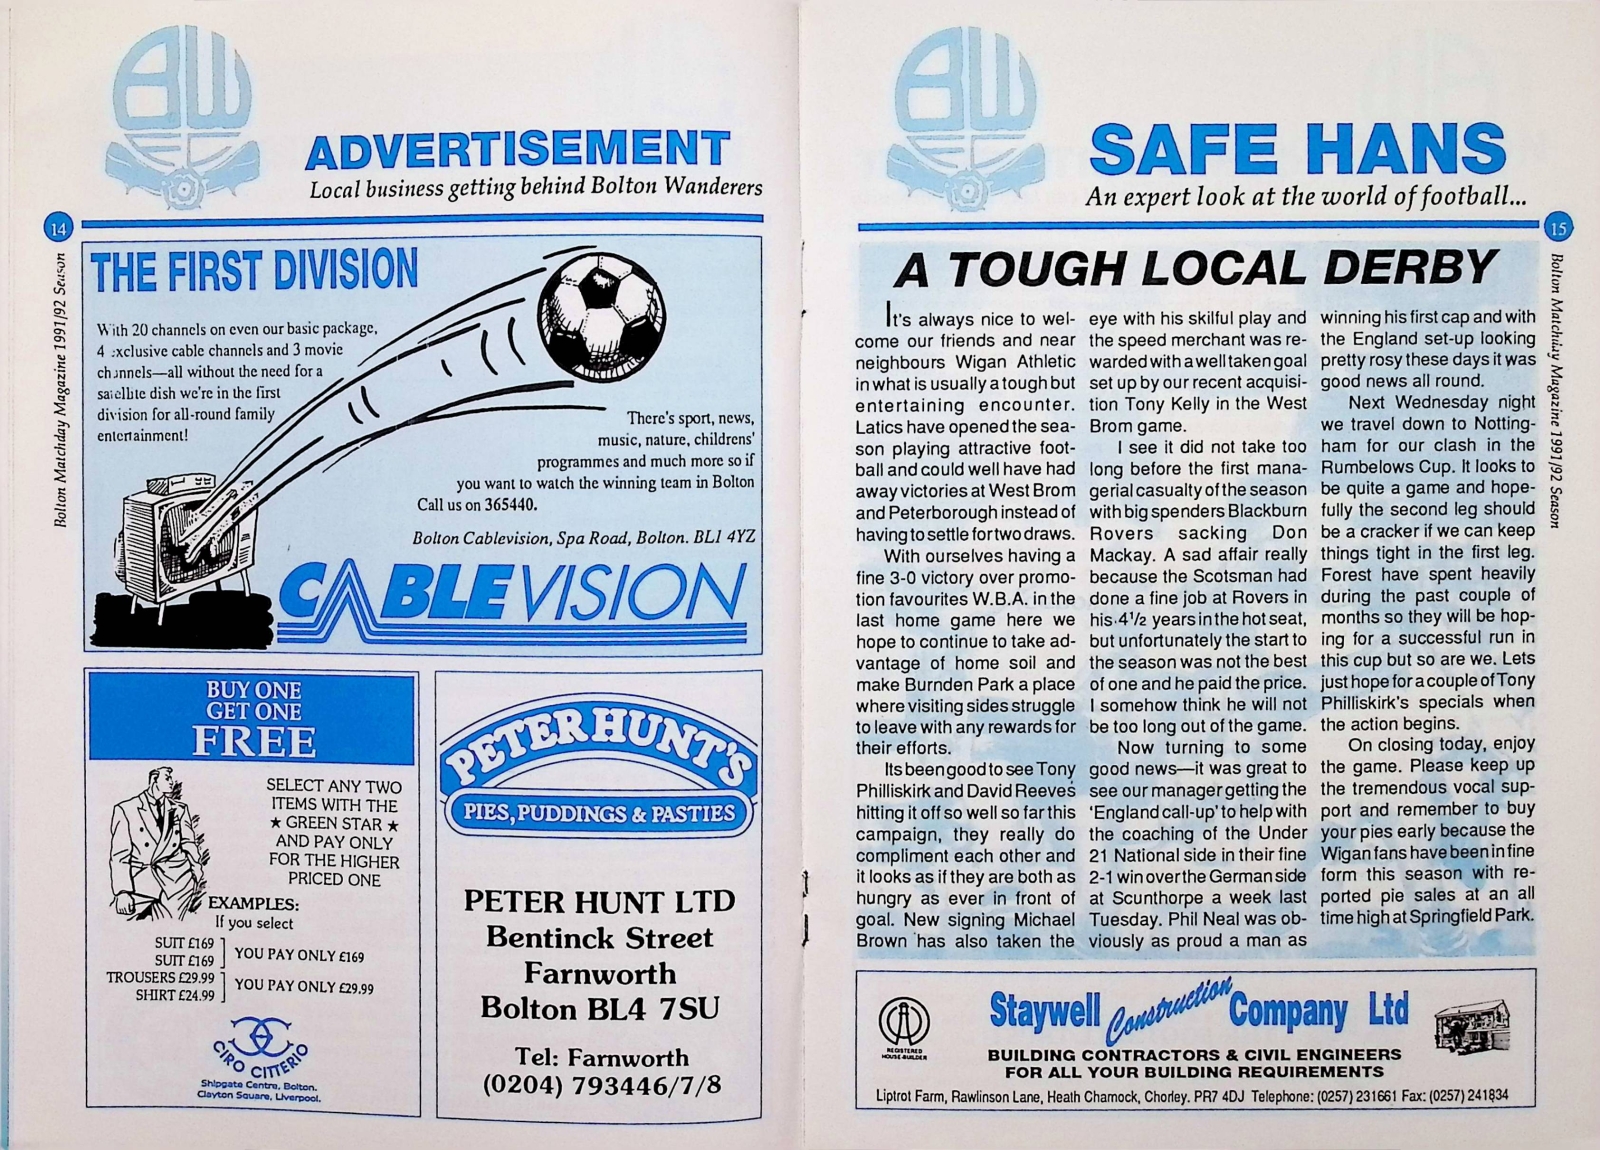 BW
ADVERTISEMENT
Local business getting behind Bolton Wanderers
14
Bolton Matchday Magazine 1991/92 Season
THE FIRST DIVISION
With 20 channels on even our basic package,
4 exclusive cable channels and 3 movie
channels—all without the need for a
satellite dish we're in the first
division for all-round family
entertainment!
There's sport, news,
music, nature, childrens'
programmes and much more so if
you want to watch the winning team in Bolton
Call us on 365440.
Bolton Cablevision, Spa Road, Bolton. BL1 4YZ
CABLEVISION
BUY ONE
GET ONE
FREE
SELECT ANY TWO
ITEMS WITH THE
★ GREEN STAR ★
AND PAY ONLY
FOR THE HIGHER
PRICED ONE
EXAMPLES:
If you select
SUIT £169
SUIT £169
YOU PAY ONLY £169
TROUSERS £29.99
SHIRT £24.99
YOU PAY ONLY £29.99
CIRO CITTERIO
Shipgate Centre, Bolton.
Clayton Square, Liverpool.
PETER HUNT'S
PIES, PUDDINGS & PASTIES
PETER HUNT LTD
Bentinck Street
Farnworth
Bolton BL4 7SU
Tel: Farnworth
(0204) 793446/7/8
BW
SAFE HANS
An expert look at the world of football...
15
Bolton Matchday Magazine 1991/92 Season
A TOUGH LOCAL DERBY
It's always nice to wel-
come our friends and near
neighbours Wigan Athletic
in what is usually a tough but
entertaining encounter.
Latics have opened the sea-
son playing attractive foot-
ball and could well have had
away victories at West Brom
and Peterborough instead of
having to settle for two draws.
With ourselves having a
fine 3-0 victory over promo-
tion favourites W.B.A. in the
last home game here we
hope to continue to take ad-
vantage of home soil and
make Burnden Park a place
where visiting sides struggle
to leave with any rewards for
their efforts.
Its been good to see Tony
Philliskirk and David Reeves
hitting it off so well so far this
campaign, they really do
compliment each other and
it looks as if they are both as
hungry as ever in front of
goal. New signing Michael
Brown has also taken the
eye with his skilful play and
the speed merchant was re-
warded with a well taken goal
set up by our recent acquisi-
tion Tony Kelly in the West
Brom game.
I see it did not take too
long before the first mana-
gerial casualty of the season
with big spenders Blackburn
Rovers sacking Don
Mackay. A sad affair really
because the Scotsman had
done a fine job at Rovers in
his 4½ years in the hot seat,
but unfortunately the start to
the season was not the best
of one and he paid the price.
I somehow think he will not
be too long out of the game.
Now turning to some
good news—it was great to
see our manager getting the
'England call-up' to help with
the coaching of the Under
21 National side in their fine
2-1 win over the German side
at Scunthorpe a week last
Tuesday. Phil Neal was ob-
viously as proud a man as
winning his first cap and with
the England set-up looking
pretty rosy these days it was
good news all round.
Next Wednesday night
we travel down to Notting-
ham for our clash in the
Rumbelows Cup. It looks to
be quite a game and hope-
fully the second leg should
be a cracker if we can keep
things tight in the first leg.
Forest have spent heavily
during the past couple of
months so they will be hop-
ing for a successful run in
this cup but so are we. Lets
just hope for a couple of Tony
Philliskirk's specials when
the action begins.
On closing today, enjoy
the game. Please keep up
the tremendous vocal sup-
port and remember to buy
your pies early because the
Wigan fans have been in fine
form this season with re-
ported pie sales at an all
time high at Springfield Park.
REGISTERED
HOUSE-BUILDER
Staywell Construction Company Ltd
BUILDING CONTRACTORS & CIVIL ENGINEERS
FOR ALL YOUR BUILDING REQUIREMENTS
Liptrot Farm, Rawlinson Lane, Heath Charnock, Chorley. PR7 4DJ Telephone: (0257) 231661 Fax: (0257) 241834